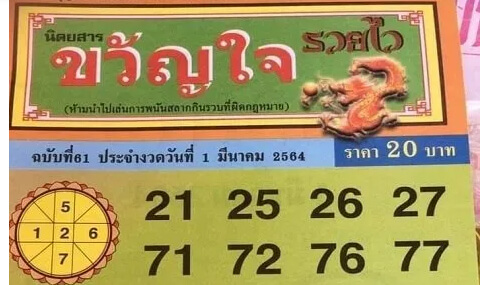 นิตยสาร
ขวัญใจ รวยไว
(ห้ามนำไปเล่นการพนันสลากกินรวบที่ผิดกฎหมาย)
ฉบับที่61 ประจำงวดวันที่ 1 มีนาคม 2564 ราคา 20 บาท
5
1 2 6
7
21 25 26 27
71 72 76 77